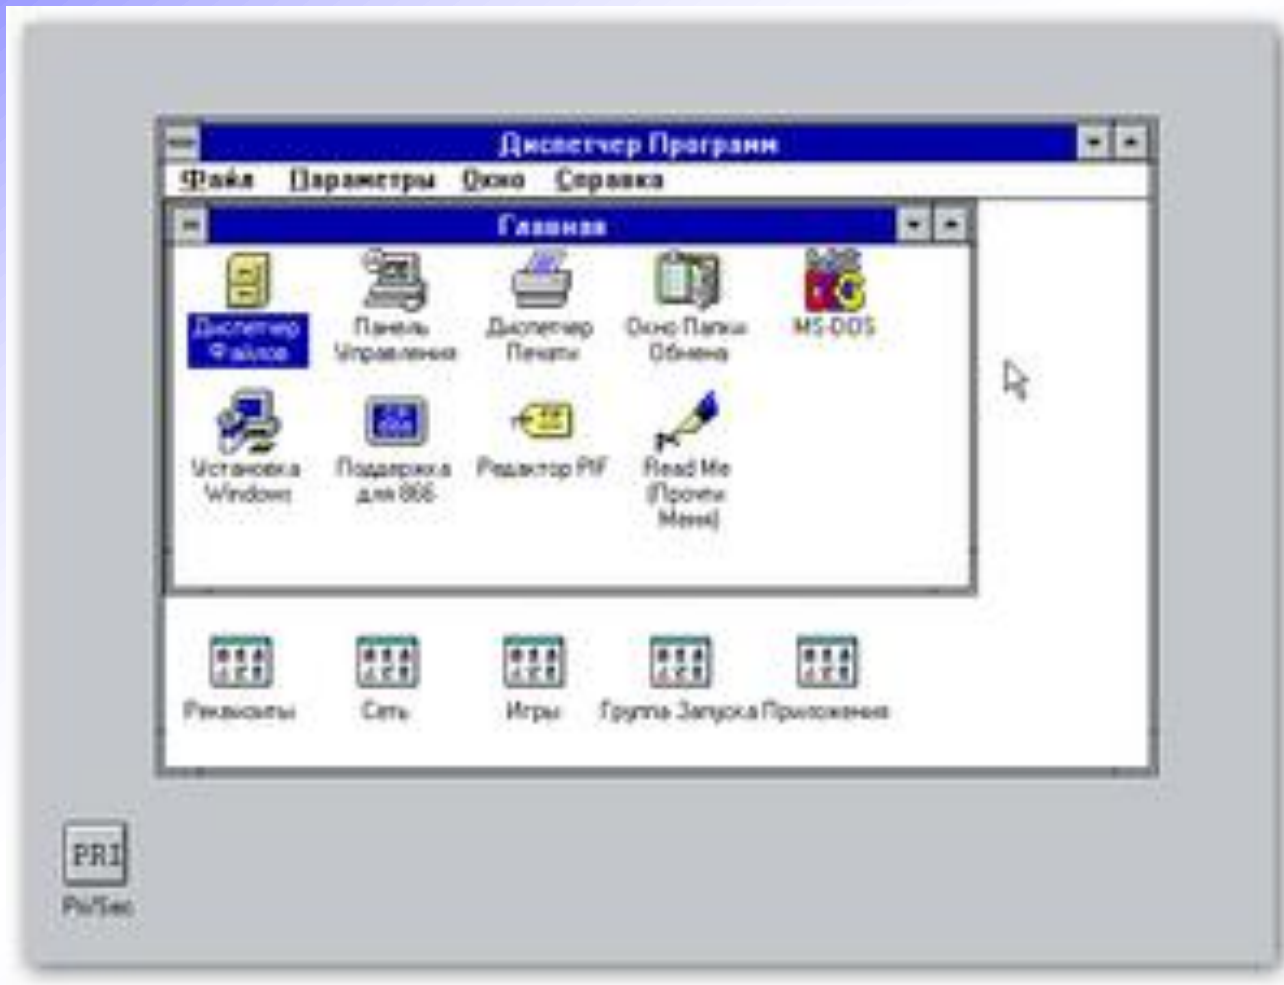 Диспетчер Программ
Файл Параметры Окно Справка
Главная
Диспетчер Файлов
Панель Управления
Диспетчер Печати
Окно Папки Обмена
MS-DOS
Установка Windows
Поддержка для 866
Редактор PIF
Read Me (Прочти Меня)
Реквизиты
Сеть
Игры
Группа Запуска
Приложения
PRI
Pri/Sec